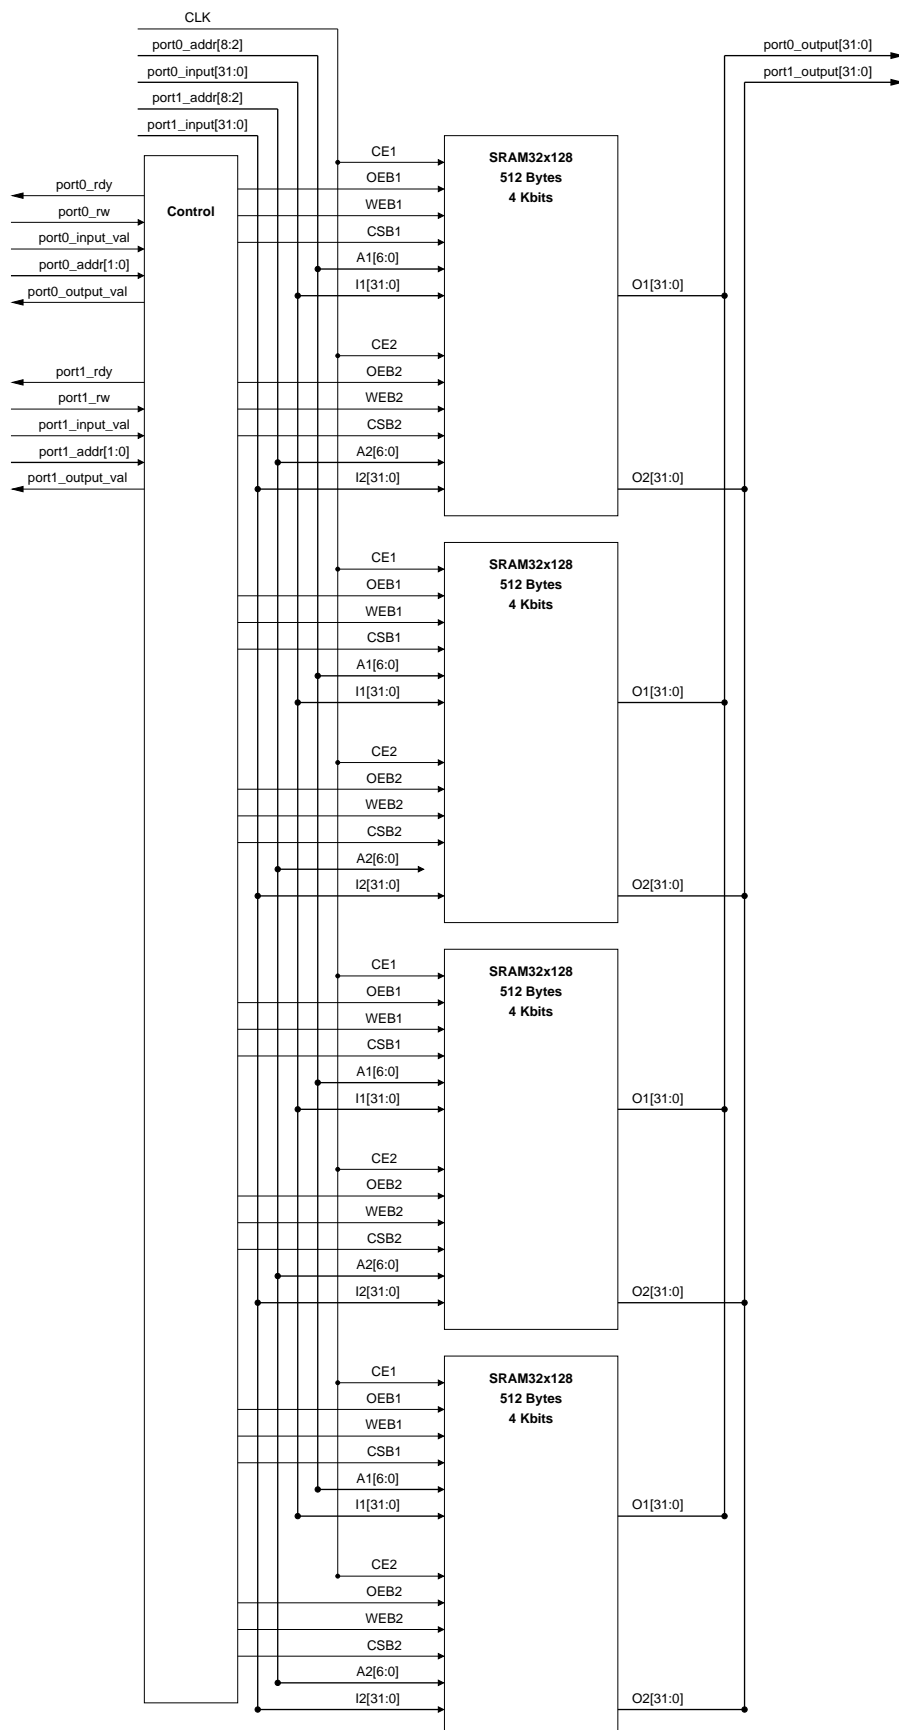 CLK
port0_addr[8:2]
port0_input[31:0]
port1_addr[8:2]
port1_input[31:0]
port0_output[31:0]
port1_output[31:0]
Control
port0_rdy
port0_rw
port0_input_val
port0_addr[1:0]
port0_output_val
port1_rdy
port1_rw
port1_input_val
port1_addr[1:0]
port1_output_val
CE1
OEB1
WEB1
CSB1
A1[6:0]
I1[31:0]
CE2
OEB2
WEB2
CSB2
A2[6:0]
I2[31:0]
SRAM32x128
512 Bytes
4 Kbits
O1[31:0]
O2[31:0]
CE1
OEB1
WEB1
CSB1
A1[6:0]
I1[31:0]
CE2
OEB2
WEB2
CSB2
A2[6:0]
I2[31:0]
SRAM32x128
512 Bytes
4 Kbits
O1[31:0]
O2[31:0]
CE1
OEB1
WEB1
CSB1
A1[6:0]
I1[31:0]
CE2
OEB2
WEB2
CSB2
A2[6:0]
I2[31:0]
SRAM32x128
512 Bytes
4 Kbits
O1[31:0]
O2[31:0]
CE1
OEB1
WEB1
CSB1
A1[6:0]
I1[31:0]
CE2
OEB2
WEB2
CSB2
A2[6:0]
I2[31:0]
SRAM32x128
512 Bytes
4 Kbits
O1[31:0]
O2[31:0]